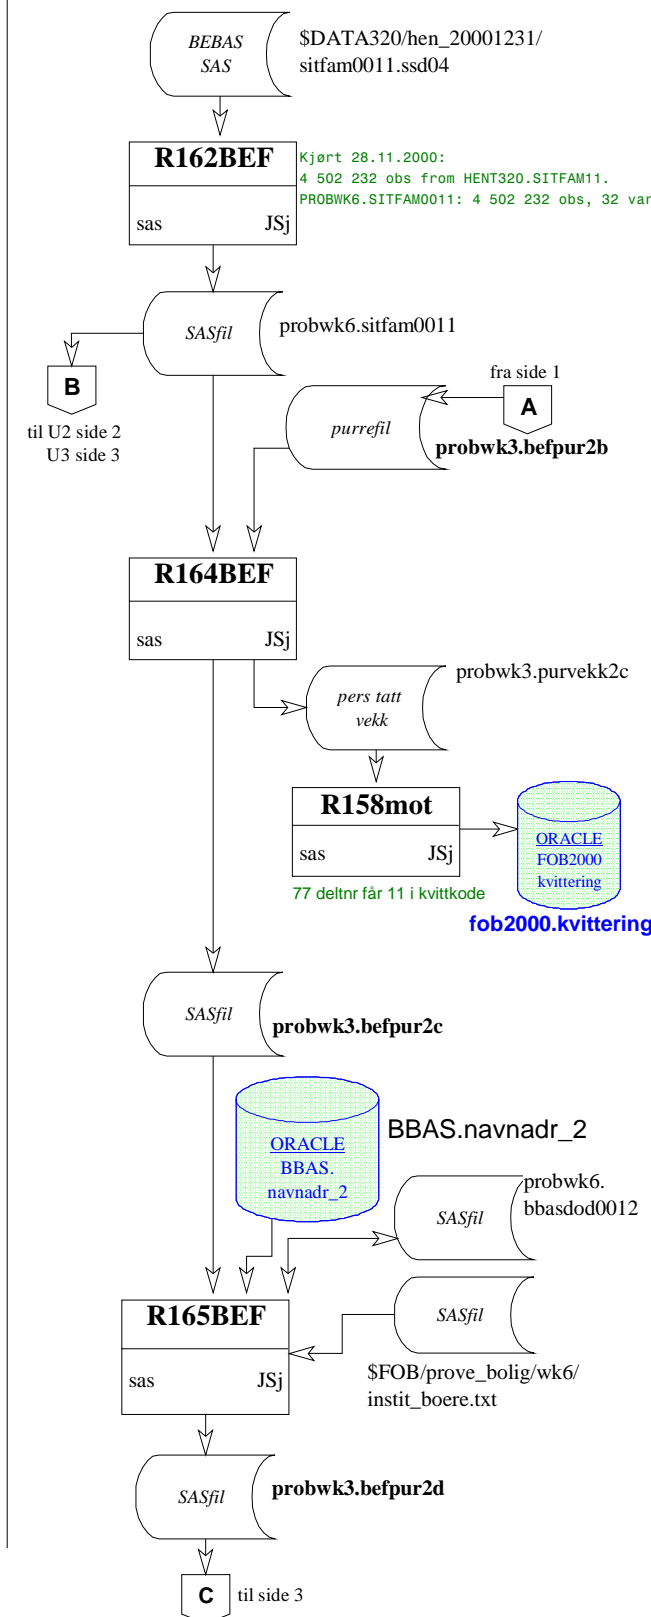 BEBAS
SAS
$DATA320/hen_20001231/
sitfam0011.ssd04
R162BEF
sas JSj
Kjørt 28.11.2000:
4 502 232 obs from HENT320.SITFAM11.
PROBWK6.SITFAM0011: 4 502 232 obs, 32 var
SASfil
probwk6.sitfam0011
B
til U2 side 2
U3 side 3
fra side 1
A
purrefil
probwk3.befpur2b
R164BEF
sas JSj
pers tatt
vekk
probwk3.purvekk2c
R158mot
sas JSj
77 deltnr får 11 i kvittkode
ORACLE
FOB2000
kvittering
fob2000.kvittering
SASfil
probwk3.befpur2c
ORACLE
BBAS.
navnadr_2
BBAS.navnadr_2
SASfil
probwk6.
bbasdod0012
R165BEF
sas JSj
SASfil
$FOB/prove_bolig/wk6/
instit_boere.txt
SASfil
probwk3.befpur2d
C til side 3